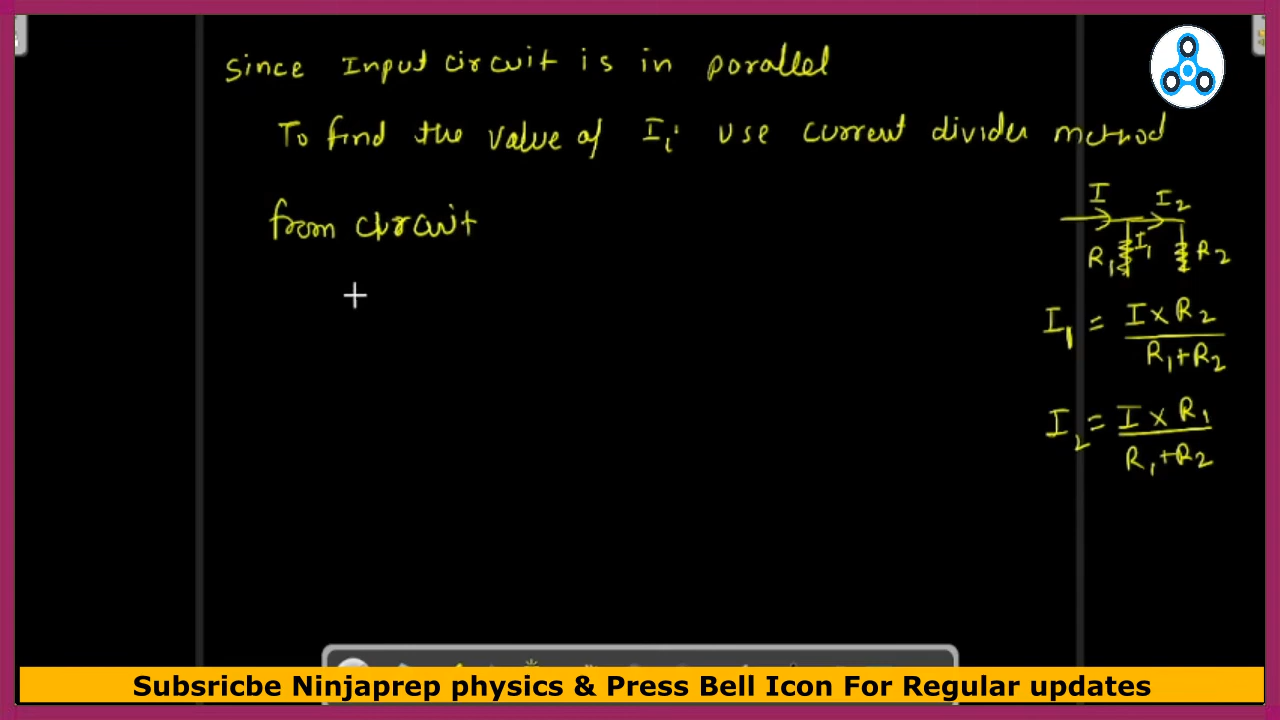 Since Input circuit is in parallel
To find the value of Ii use current divider method
from circuit
I I2
R1 I1 R2
I1 = I × R2
R1+R2
I2 = I × R1
R1+R2
Subsricbe Ninjaprep physics & Press Bell Icon For Regular updates